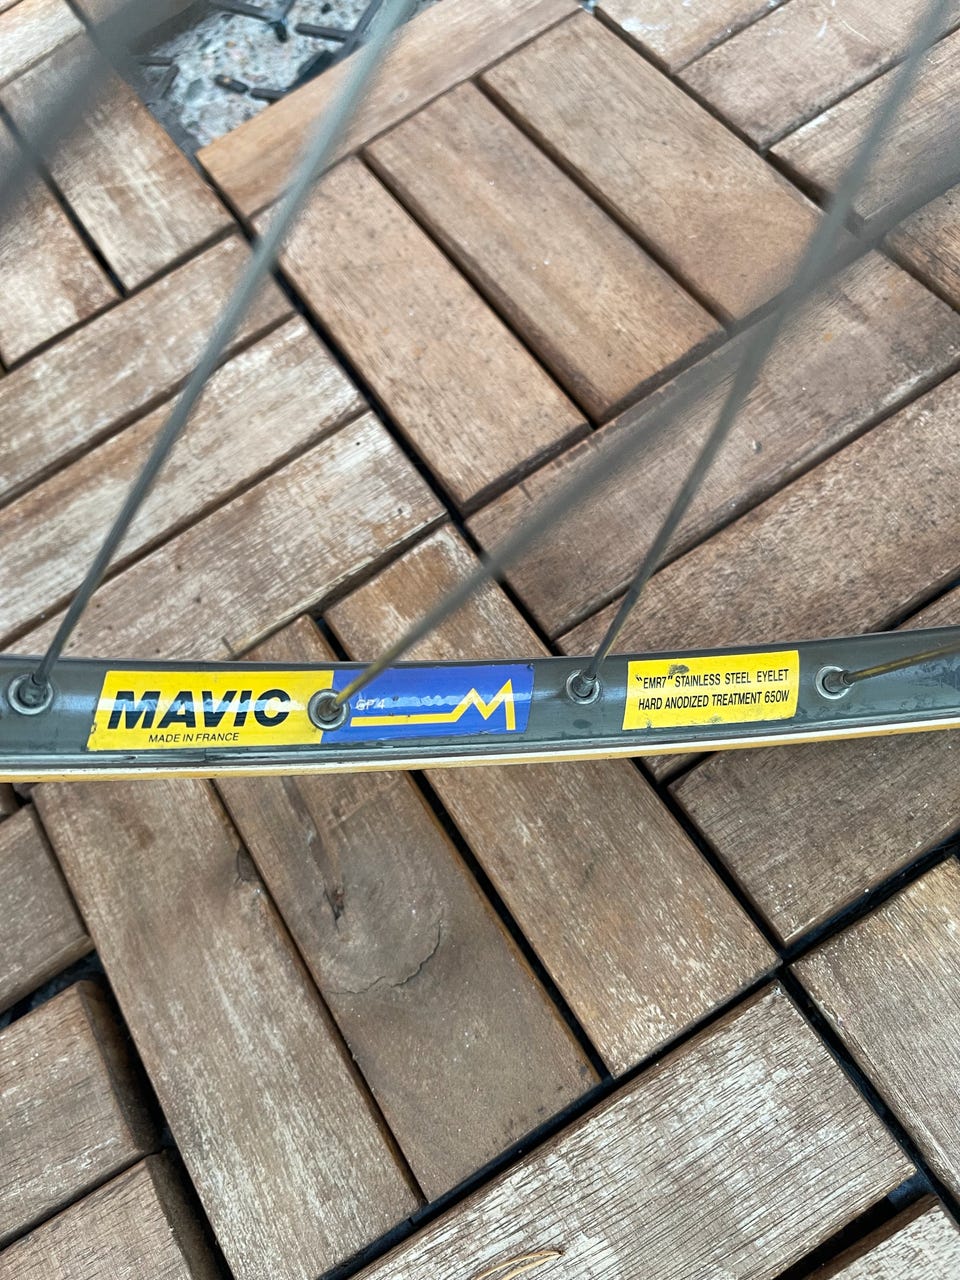 MAVIC
MADE IN FRANCE
GP4
M
"EMR7" STAINLESS STEEL EYELET
HARD ANODIZED TREATMENT 650W